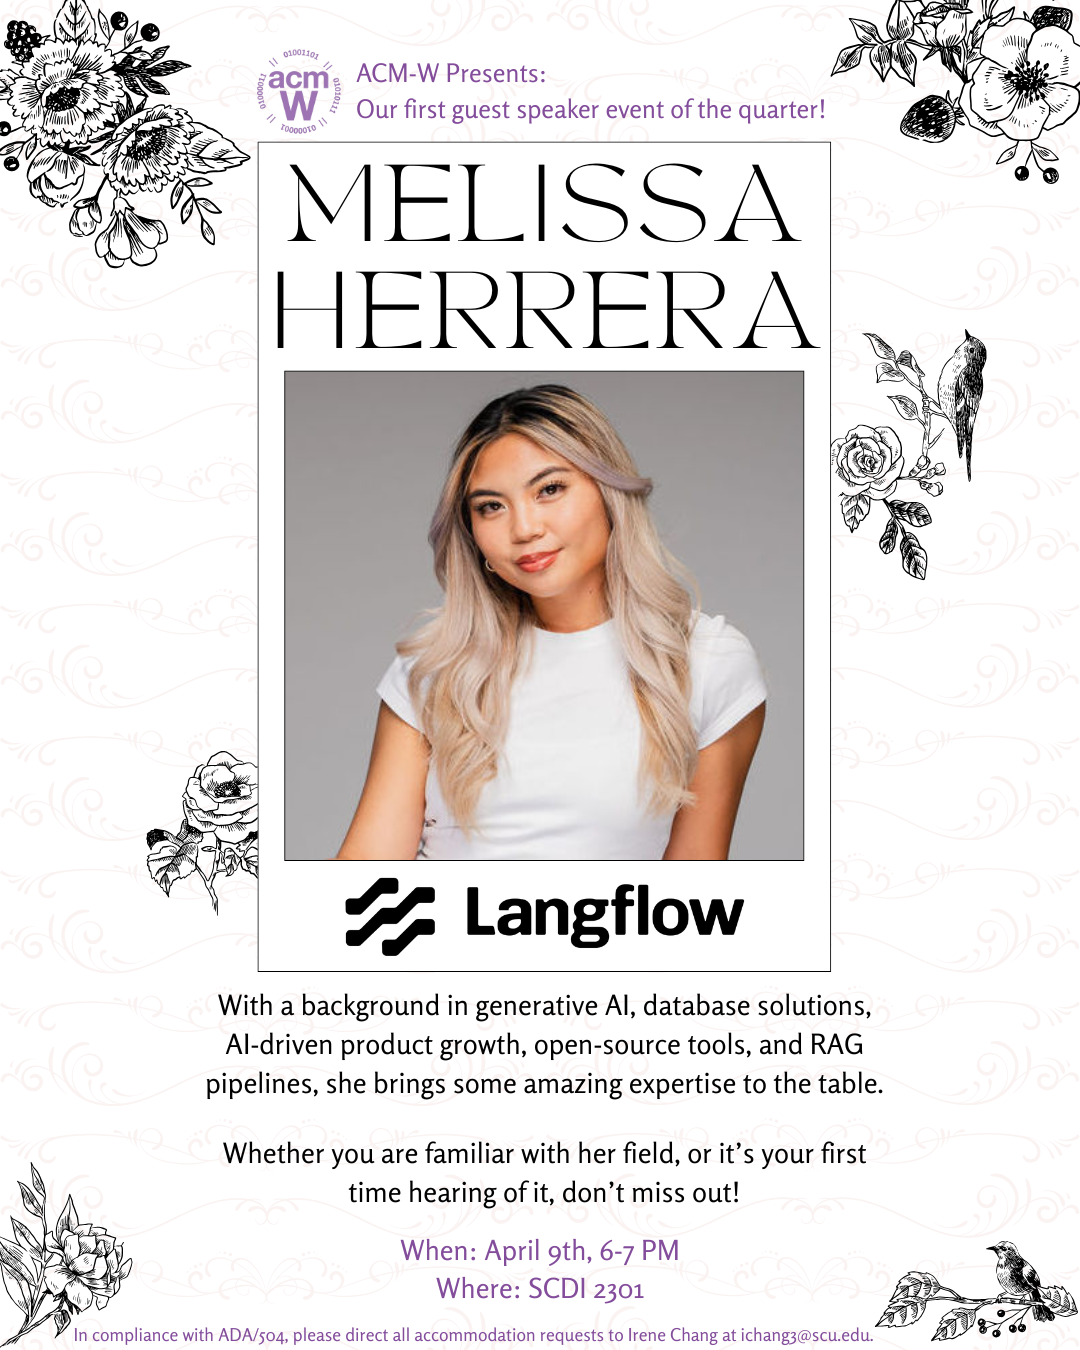 01001101
//
//
01000011
01010111
//
//
01000001
acm
W
ACM-W Presents:
Our first guest speaker event of the quarter!
MELISSA
HERRERA
Langflow
With a background in generative AI, database solutions,
AI-driven product growth, open-source tools, and RAG
pipelines, she brings some amazing expertise to the table.
Whether you are familiar with her field, or it's your first
time hearing of it, don't miss out!
When: April 9th, 6-7 PM
Where: SCDI 2301
In compliance with ADA/504, please direct all accommodation requests to Irene Chang at ichang3@scu.edu.